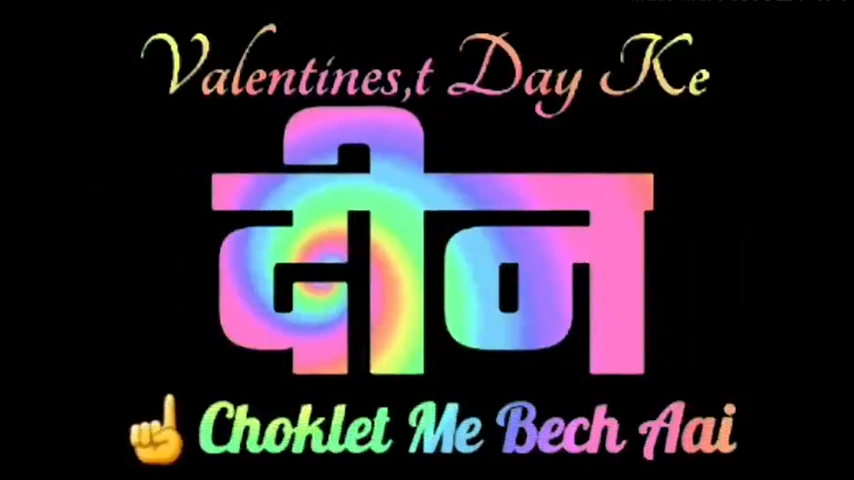 Valentines,t Day Ke
दीन
☝Choklet Me Bech Aai